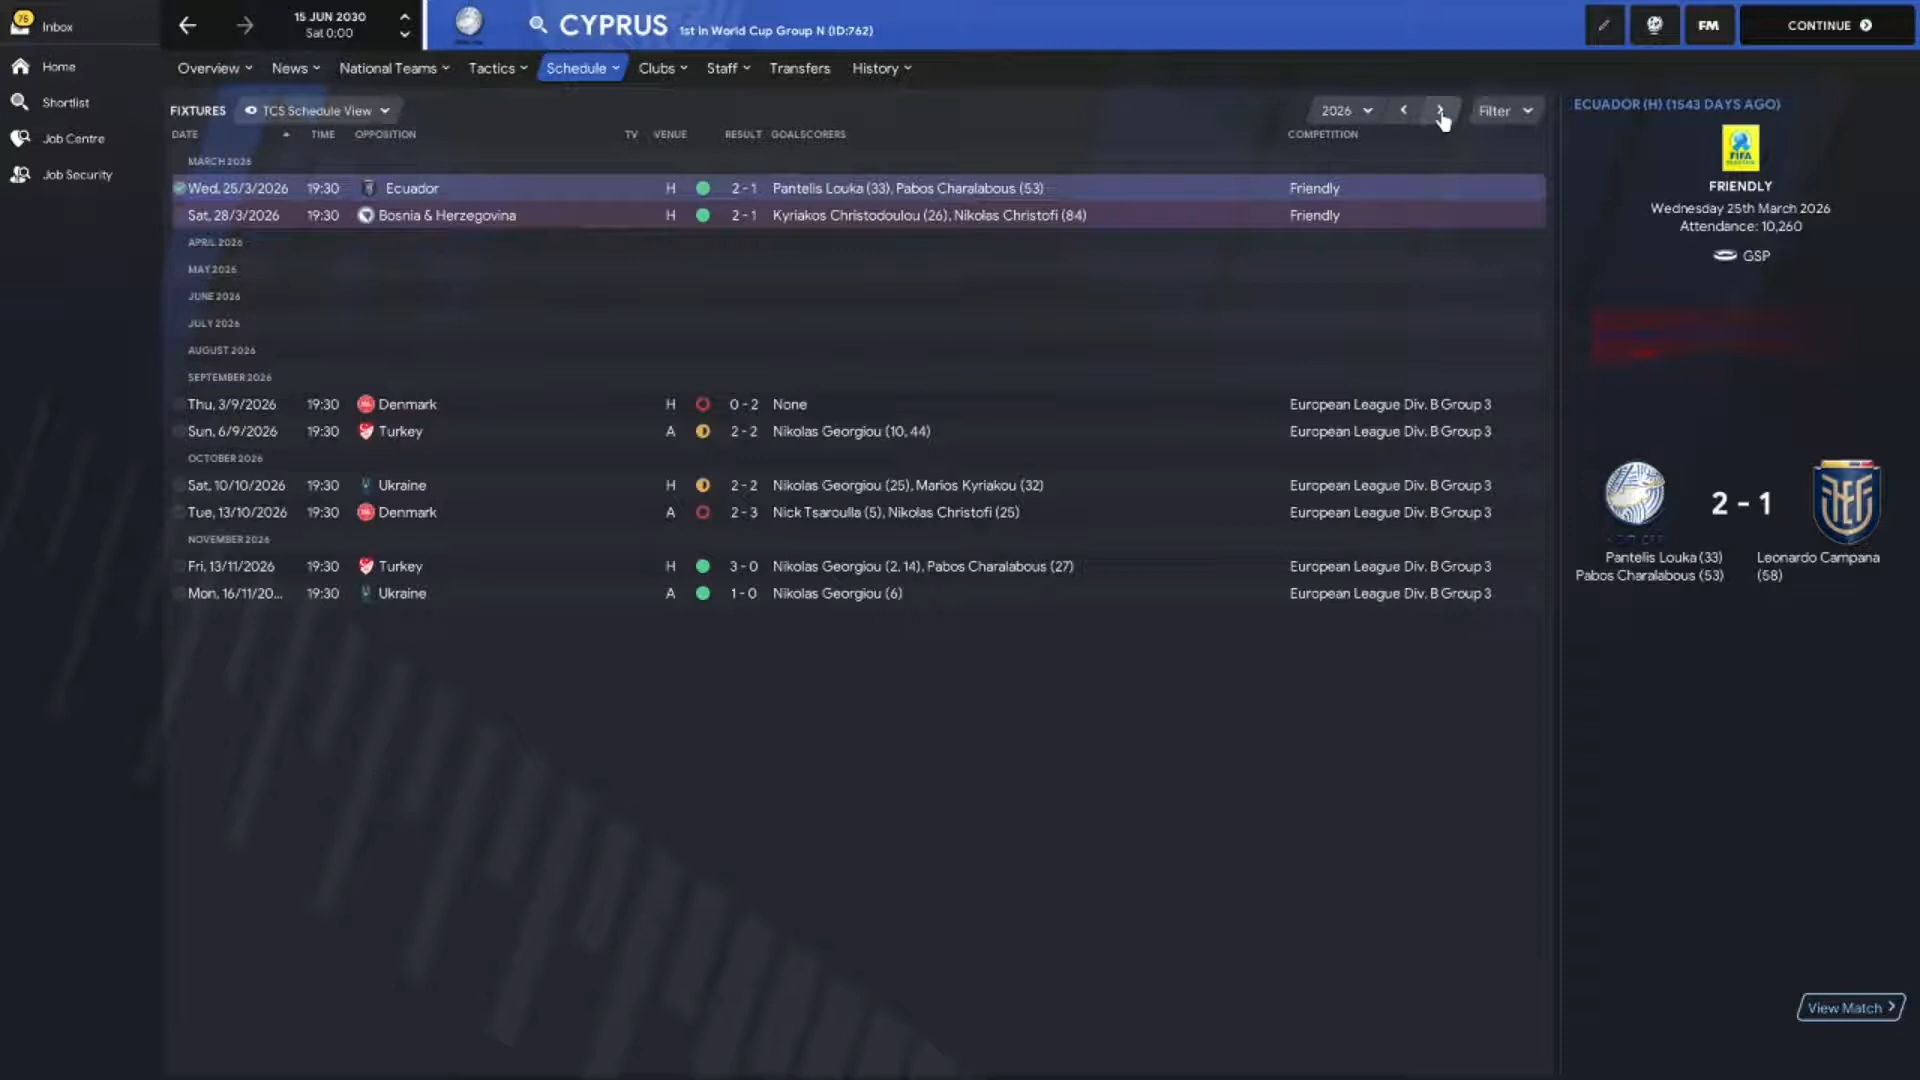 75 Inbox
15 JUN 2030
Sat 0:00
CYPRUS 1st in World Cup Group N (ID:762)
FM
CONTINUE
Home
Shortlist
Job Centre
Job Security
Overview News National Teams Tactics Schedule Clubs Staff Transfers History
FIXTURES TCS Schedule View 2026 Filter
DATE TIME OPPOSITION TV VENUE RESULT GOALSCORERS COMPETITION
MARCH 2026
Wed, 25/3/2026 19:30 Ecuador H 2 - 1 Pantelis Louka (33), Pabos Charalabous (53) Friendly
Sat, 28/3/2026 19:30 Bosnia & Herzegovina H 2 - 1 Kyriakos Christodoulou (26), Nikolas Christofi (84) Friendly
APRIL 2026
MAY 2026
JUNE 2026
JULY 2026
AUGUST 2026
SEPTEMBER 2026
Thu, 3/9/2026 19:30 Denmark H 0 - 2 None European League Div. B Group 3
Sun, 6/9/2026 19:30 Turkey A 2 - 2 Nikolas Georgiou (10, 44) European League Div. B Group 3
OCTOBER 2026
Sat, 10/10/2026 19:30 Ukraine H 2 - 2 Nikolas Georgiou (25), Marios Kyriakou (32) European League Div. B Group 3
Tue, 13/10/2026 19:30 Denmark A 2 - 3 Nick Tsaroulla (5), Nikolas Christofi (25) European League Div. B Group 3
NOVEMBER 2026
Fri, 13/11/2026 19:30 Turkey H 3 - 0 Nikolas Georgiou (2, 14), Pabos Charalabous (27) European League Div. B Group 3
Mon, 16/11/20... 19:30 Ukraine A 1 - 0 Nikolas Georgiou (6) European League Div. B Group 3
ECUADOR (H) (1543 DAYS AGO)
FIFA
FRIENDLY
Wednesday 25th March 2026
Attendance: 10,260
GSP
2 - 1
Pantelis Louka (33)
Pabos Charalabous (53)
Leonardo Campana
(58)
View Match